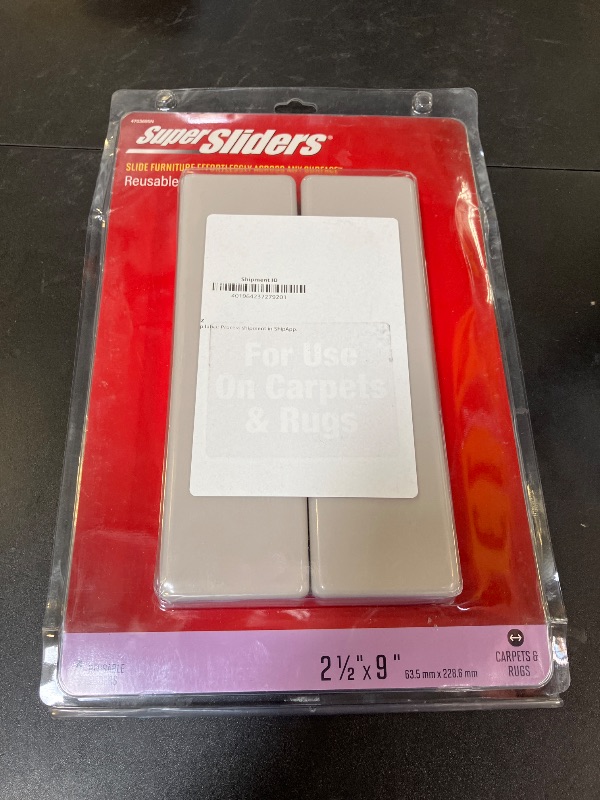 Super Sliders®
SLIDE FURNITURE EFFORTLESSLY ACROSS ANY SURFACE
Reusable
Shipment ID
For Use
On Carpets
& Rugs
2 ½" x 9" 63.5 mm x 228.6 mm
CARPETS &
RUGS